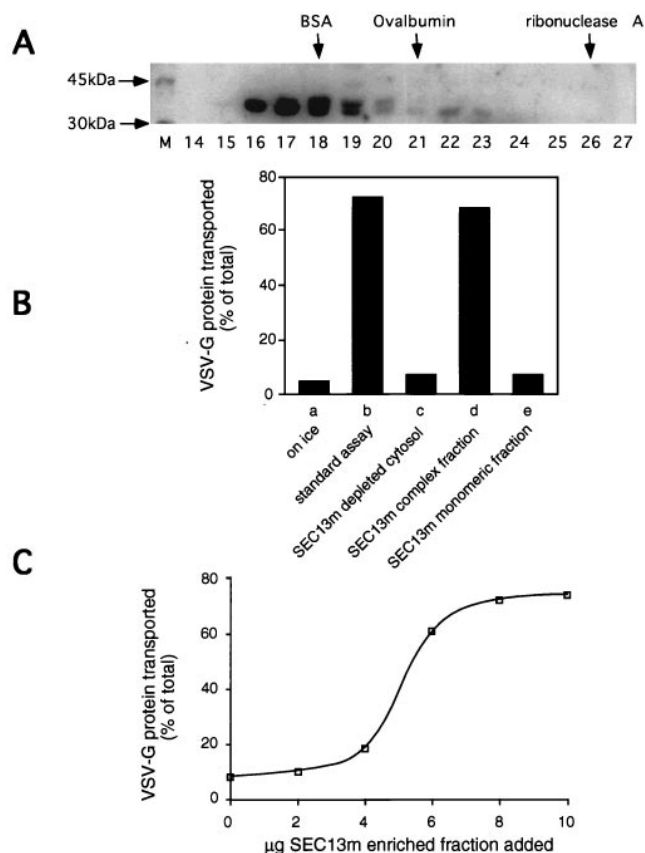 BSA Ovalbumin ribonuclease A
A
45kDa
30kDa
M 14 15 16 17 18 19 20 21 22 23 24 25 26 27
B
VSV-G protein transported
(% of total)
80
60
40
20
0
a b c d e
on ice
standard assay
SEC13m depleted cytosol
SEC13m complex fraction
SEC13m monomeric fraction
C
VSV-G protein transported
(% of total)
80
60
40
20
0
0 2 4 6 8 10
µg SEC13m enriched fraction added